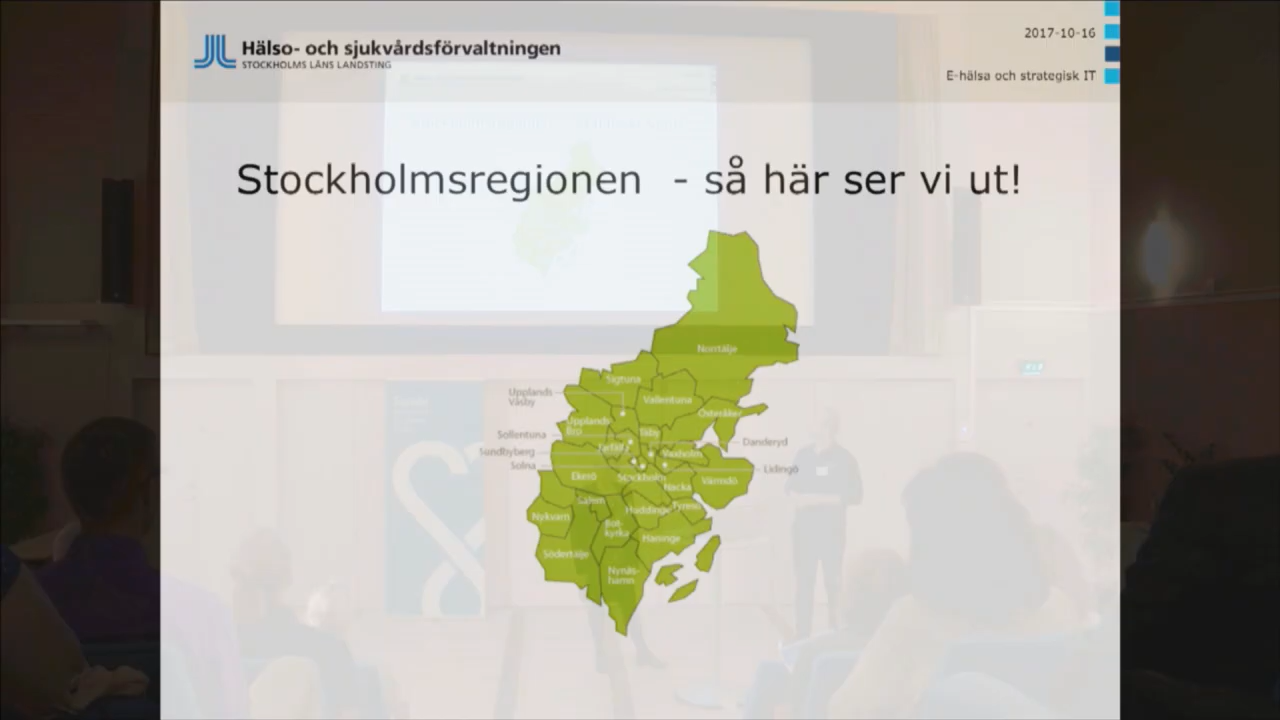 Hälso- och sjukvårdsförvaltningen
STOCKHOLMS LÄNS LANDSTING
2017-10-16
E-hälsa och strategisk IT
Stockholmsregionen - så här ser vi ut!
Norrtälje
Sigtuna
Upplands
Väsby
Vallentuna
Österåker
Upplands
Bro
Sollentuna
Täby
Danderyd
Sundbyberg
Järfälla
Vaxholm
Solna
Lidingö
Ekerö
Stockholm
Nacka
Värmdö
Salem
Huddinge
Tyresö
Nykvarn
Bot-
kyrka
Haninge
Södertälje
Nynäs-
hamn